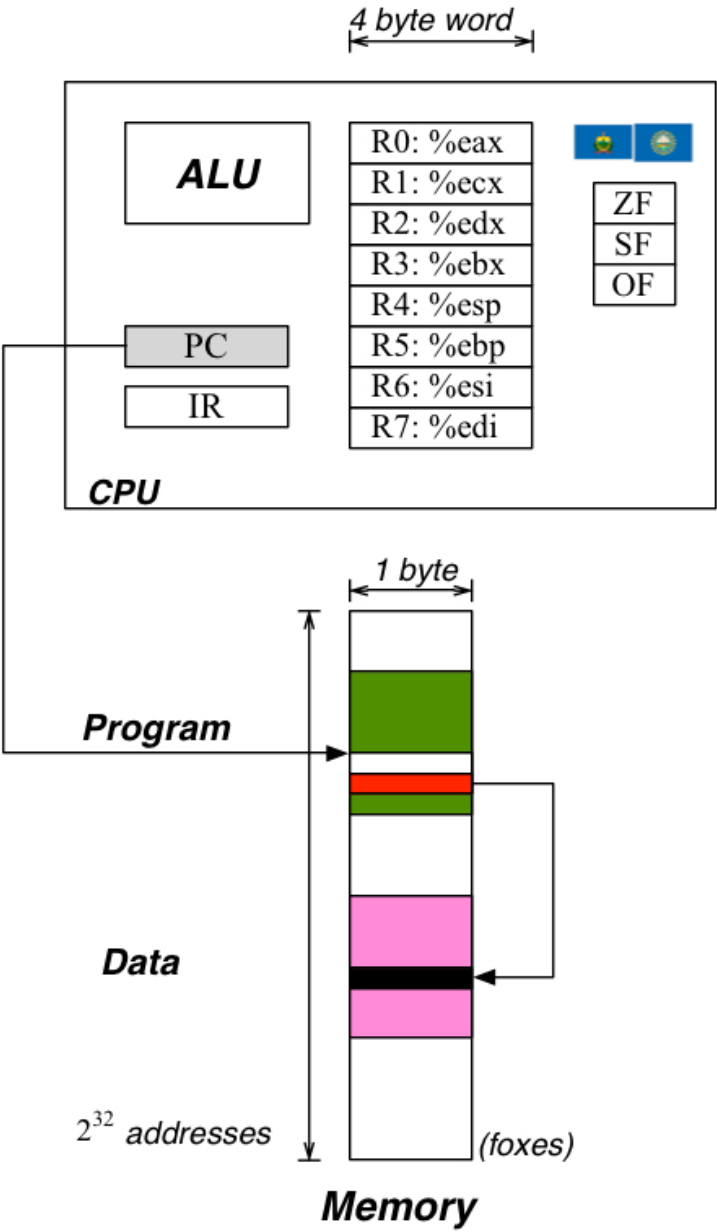 4 byte word
ALU
R0: %eax
R1: %ecx
R2: %edx
R3: %ebx
R4: %esp
R5: %ebp
R6: %esi
R7: %edi
ZF
SF
OF
PC
IR
CPU
1 byte
Program
Data
2^32 addresses
(foxes)
Memory